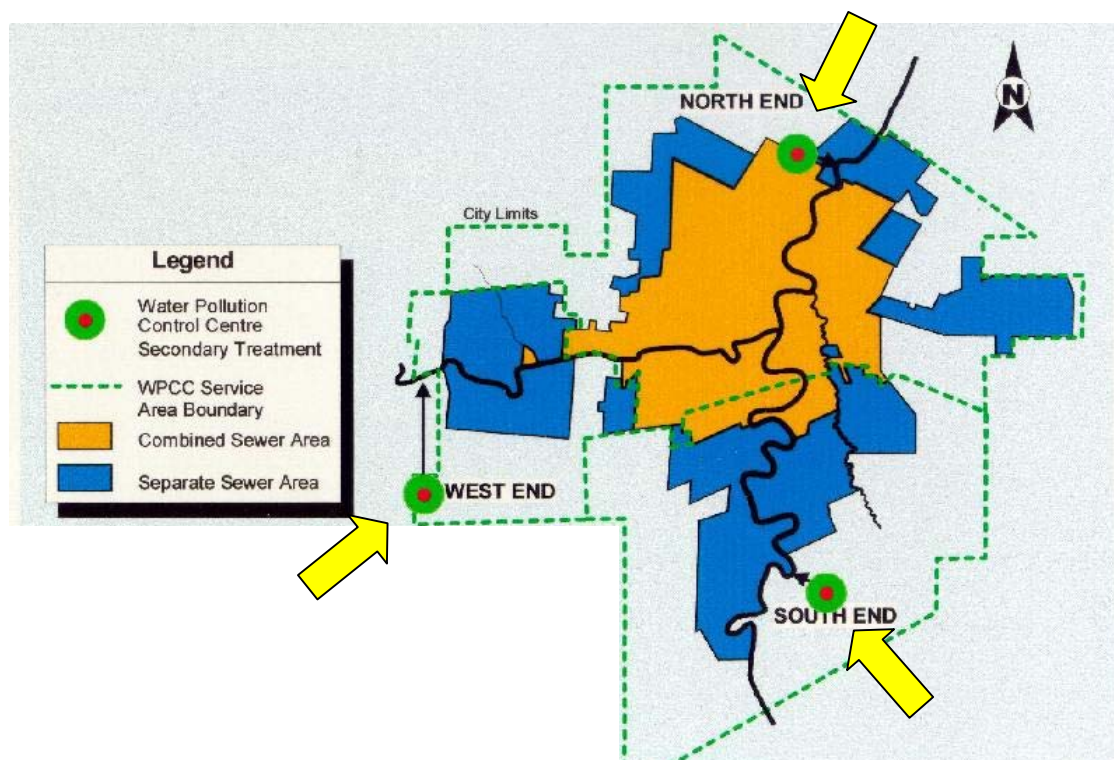 NORTH END
N
City Limits
Legend
Water Pollution
Control Centre
Secondary Treatment
WPCC Service
Area Boundary
Combined Sewer Area
Separate Sewer Area
WEST END
SOUTH END